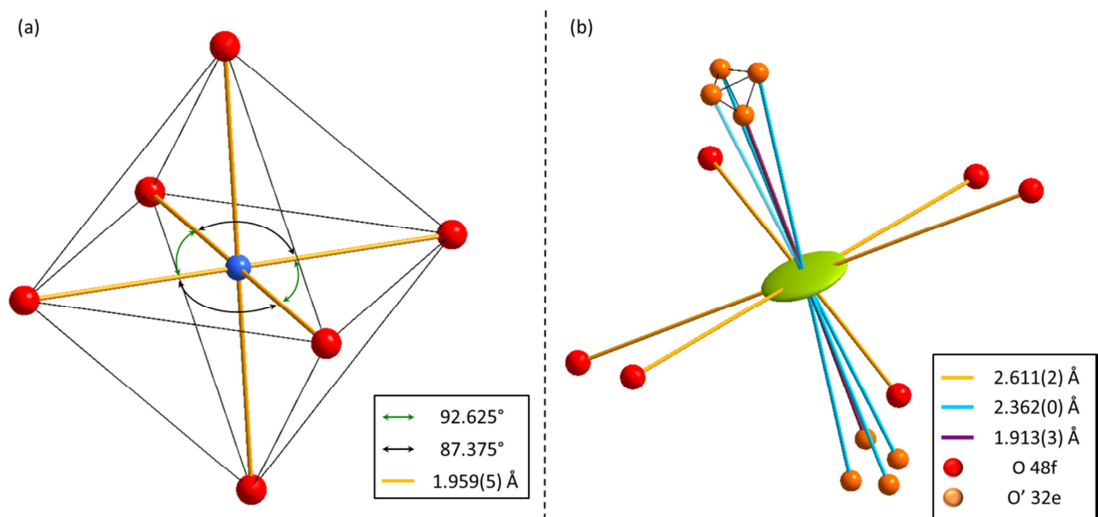 (a)
92.625°
87.375°
1.959(5) Å
(b)
2.611(2) Å
2.362(0) Å
1.913(3) Å
O 48f
O’ 32e